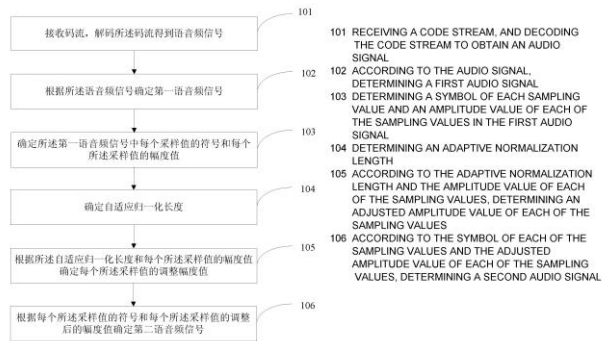 101
接收码流，解码所述码流得到语音频信号
102
根据所述语音频信号确定第一语音频信号
103
确定所述第一语音频信号中每个采样值的符号和每个
所述采样值的幅度值
104
确定自适应归一化长度
105
根据所述自适应归一化长度和每个所述采样值的幅度值
确定每个所述采样值的调整幅度值
106
根据每个所述采样值的符号和每个所述采样值的调整
后的幅度值确定第二语音频信号
101 RECEIVING A CODE STREAM, AND DECODING
THE CODE STREAM TO OBTAIN AN AUDIO
SIGNAL
102 ACCORDING TO THE AUDIO SIGNAL,
DETERMINING A FIRST AUDIO SIGNAL
103 DETERMINING A SYMBOL OF EACH SAMPLING
VALUE AND AN AMPLITUDE VALUE OF EACH OF
THE SAMPLING VALUES IN THE FIRST AUDIO
SIGNAL
104 DETERMINING AN ADAPTIVE NORMALIZATION
LENGTH
105 ACCORDING TO THE ADAPTIVE NORMALIZATION
LENGTH AND THE AMPLITUDE VALUE OF EACH
OF THE SAMPLING VALUES, DETERMINING AN
ADJUSTED AMPLITUDE VALUE OF EACH OF THE
SAMPLING VALUES
106 ACCORDING TO THE SYMBOL OF EACH OF THE
SAMPLING VALUES AND THE ADJUSTED
AMPLITUDE VALUE OF EACH OF THE SAMPLING
VALUES, DETERMINING A SECOND AUDIO SIGNAL